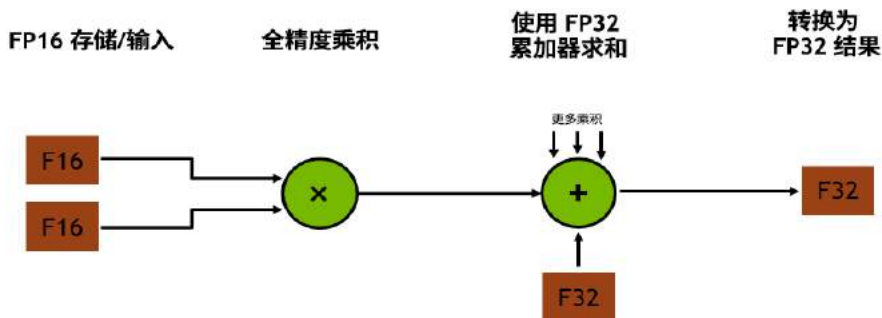 FP16 存储/输入
全精度乘积
使用 FP32
累加器求和
转换为
FP32 结果
更多乘积
F16
×
+
F32
F16
F32